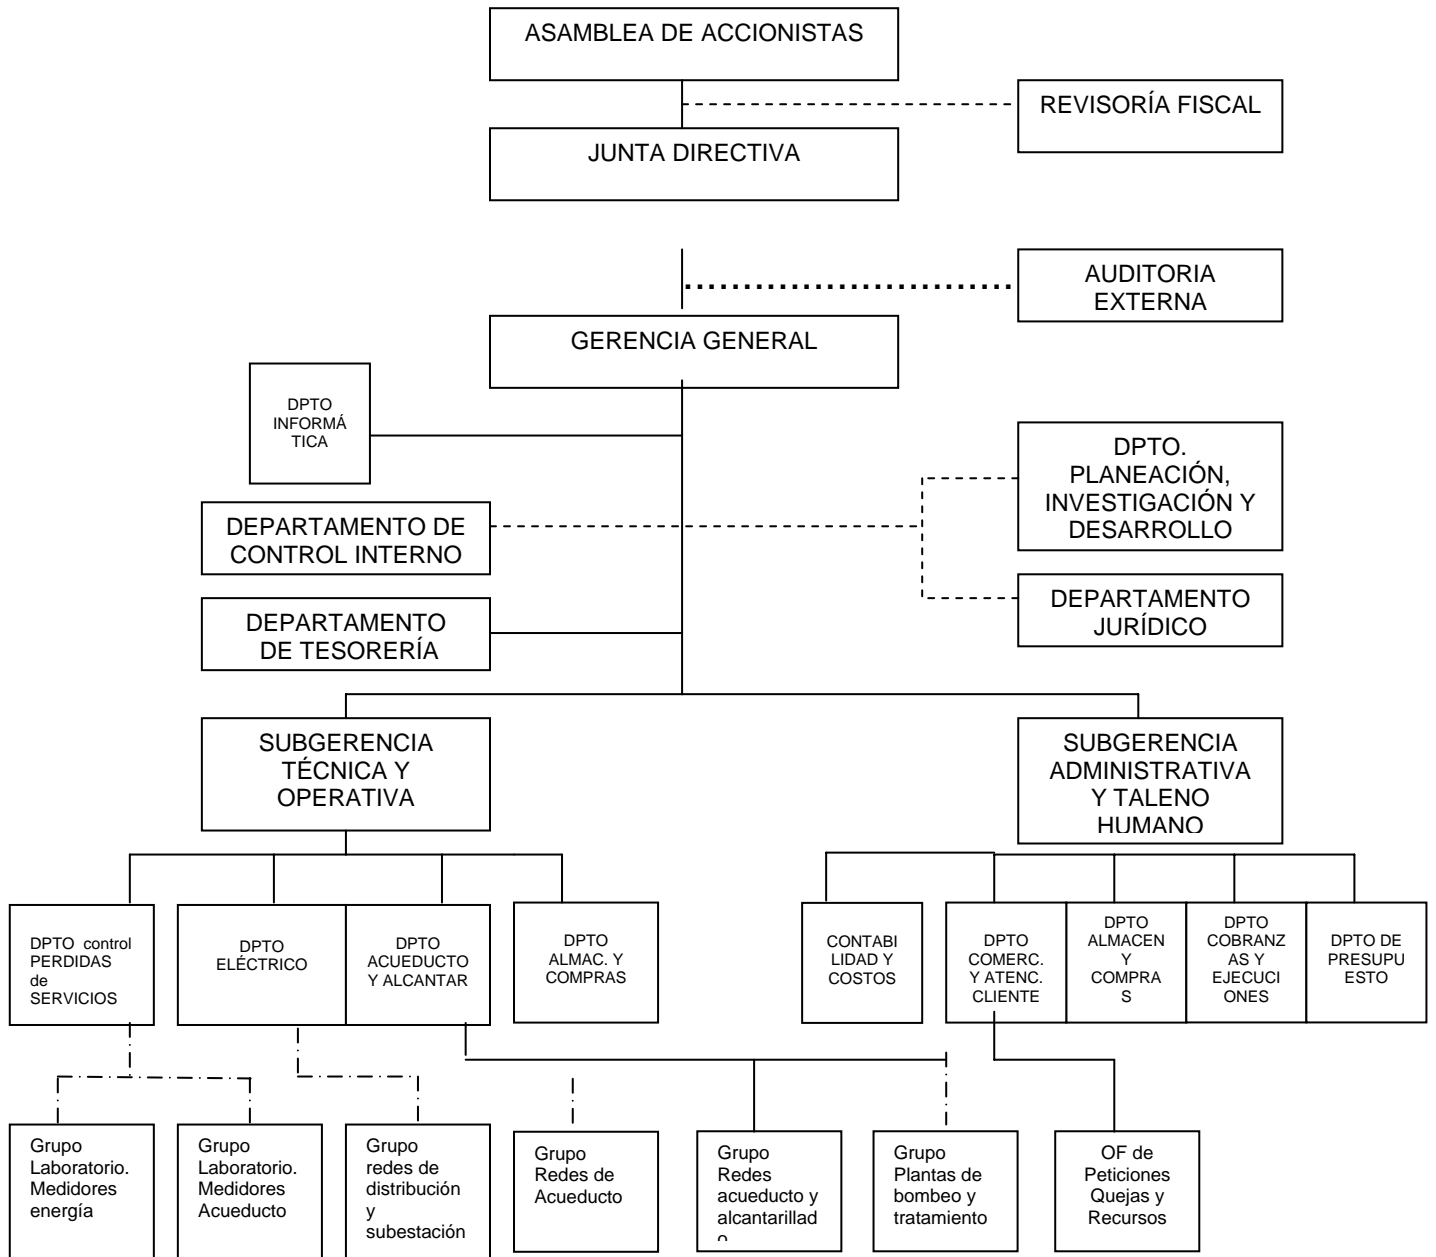 ASAMBLEA DE ACCIONISTAS
REVISORÍA FISCAL
JUNTA DIRECTIVA
AUDITORIA
EXTERNA
GERENCIA GENERAL
DPTO
INFORMÁ
TICA
DPTO.
PLANEACIÓN,
INVESTIGACIÓN Y
DESARROLLO
DEPARTAMENTO DE
CONTROL INTERNO
DEPARTAMENTO
JURÍDICO
DEPARTAMENTO
DE TESORERÍA
SUBGERENCIA
TÉCNICA Y
OPERATIVA
SUBGERENCIA
ADMINISTRATIVA
Y TALENO
HUMANO
DPTO control
PERDIDAS
de
SERVICIOS
DPTO
ELÉCTRICO
DPTO
ACUEDUCTO
Y ALCANTAR
DPTO
ALMAC. Y
COMPRAS
CONTABI
LIDAD Y
COSTOS
DPTO
COMERC.
Y ATENC.
CLIENTE
DPTO
ALMACEN
Y
COMPRA
S
DPTO
COBRANZ
AS Y
EJECUCI
ONES
DPTO DE
PRESUPU
ESTO
Grupo
Laboratorio.
Medidores
energía
Grupo
Laboratorio.
Medidores
Acueducto
Grupo
redes de
distribución
y
subestación
Grupo
Redes de
Acueducto
Grupo
Redes
acueducto y
alcantarillad
o
Grupo
Plantas de
bombeo y
tratamiento
OF de
Peticiones
Quejas y
Recursos